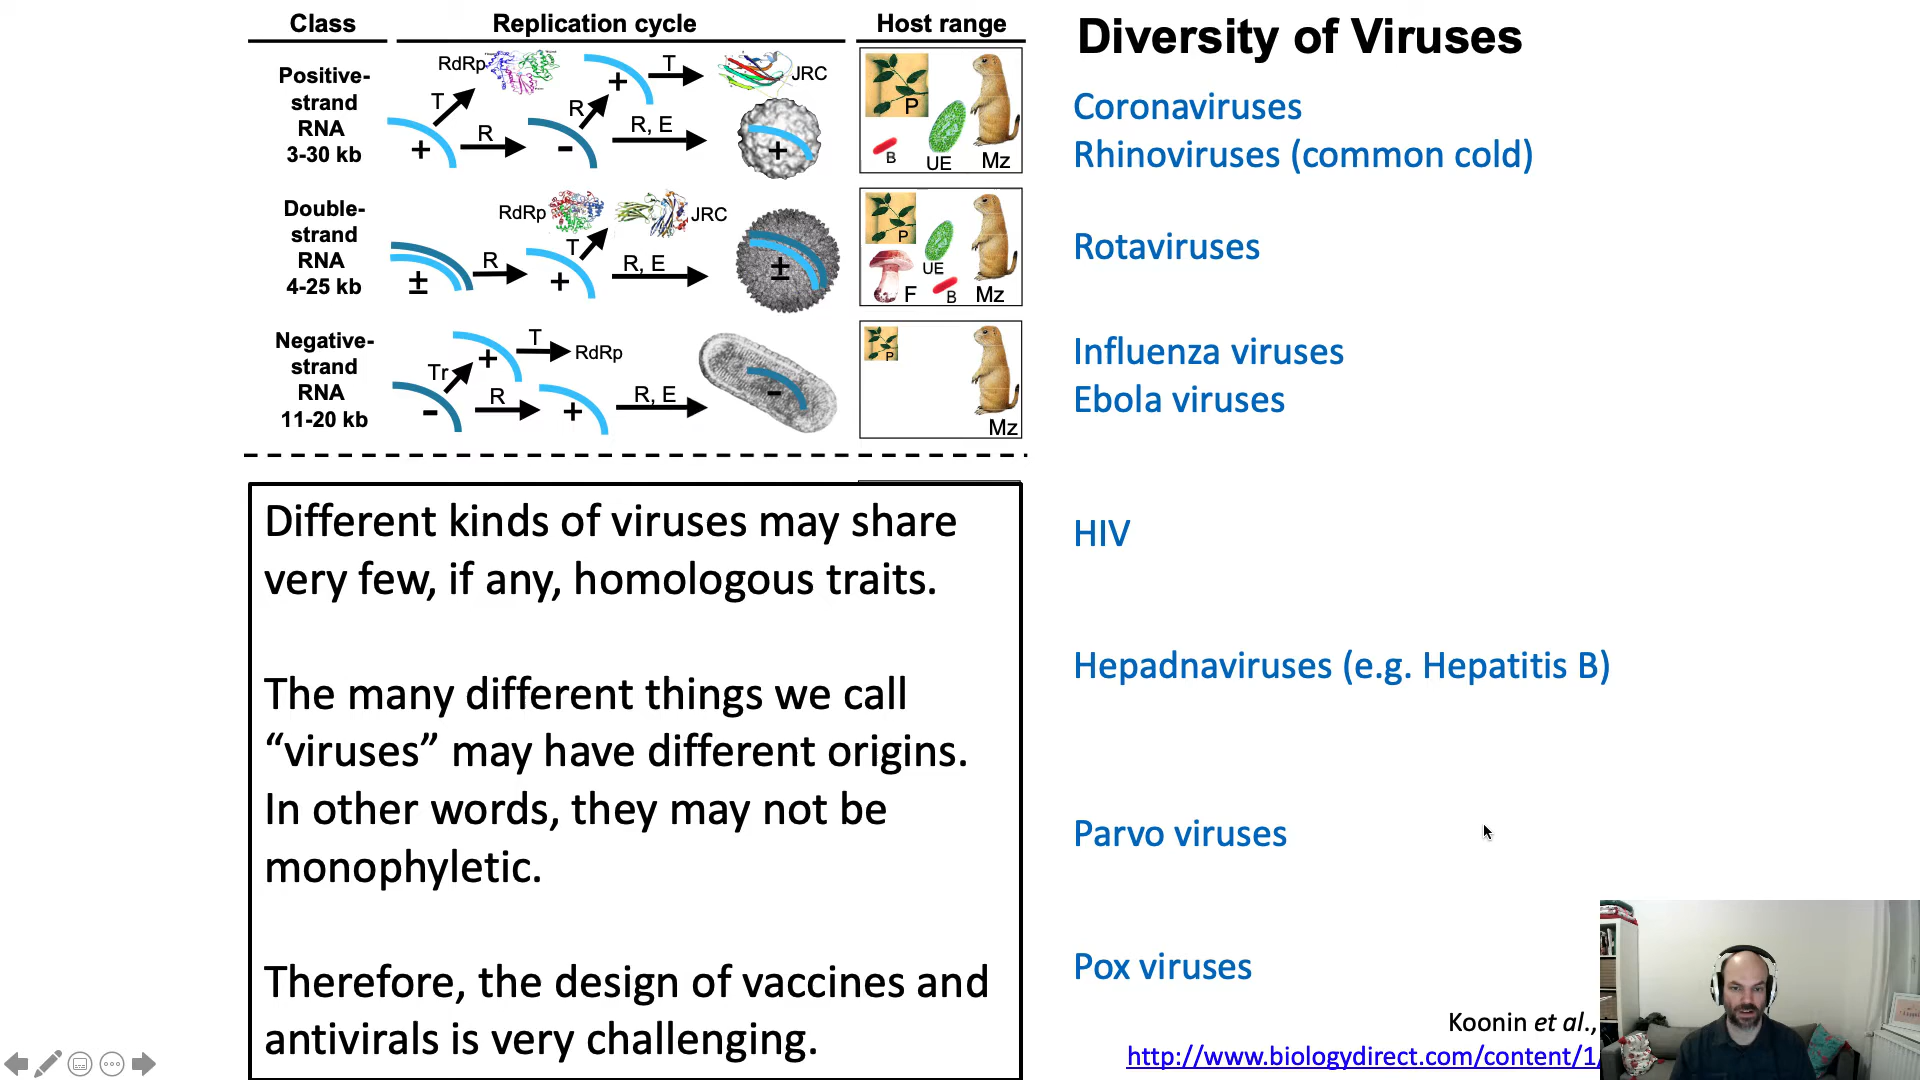 Class Replication cycle Host range
Diversity of Viruses
Positive-
strand
RNA
3-30 kb
RdRp
T
R
+
-
R
+
T
JRC
R, E
+
P
B
UE
Mz
Coronaviruses
Rhinoviruses (common cold)
Double-
strand
RNA
4-25 kb
±
R
RdRp
T
+
JRC
R, E
±
P
UE
F
B
Mz
Rotaviruses
Negative-
strand
RNA
11-20 kb
-
Tr
+
T
RdRp
R
+
R, E
-
P
Mz
Influenza viruses
Ebola viruses
Different kinds of viruses may share
very few, if any, homologous traits.
The many different things we call
“viruses” may have different origins.
In other words, they may not be
monophyletic.
Therefore, the design of vaccines and
antivirals is very challenging.
HIV
Hepadnaviruses (e.g. Hepatitis B)
Parvo viruses
Pox viruses
Koonin et al.,
http://www.biologydirect.com/content/1/